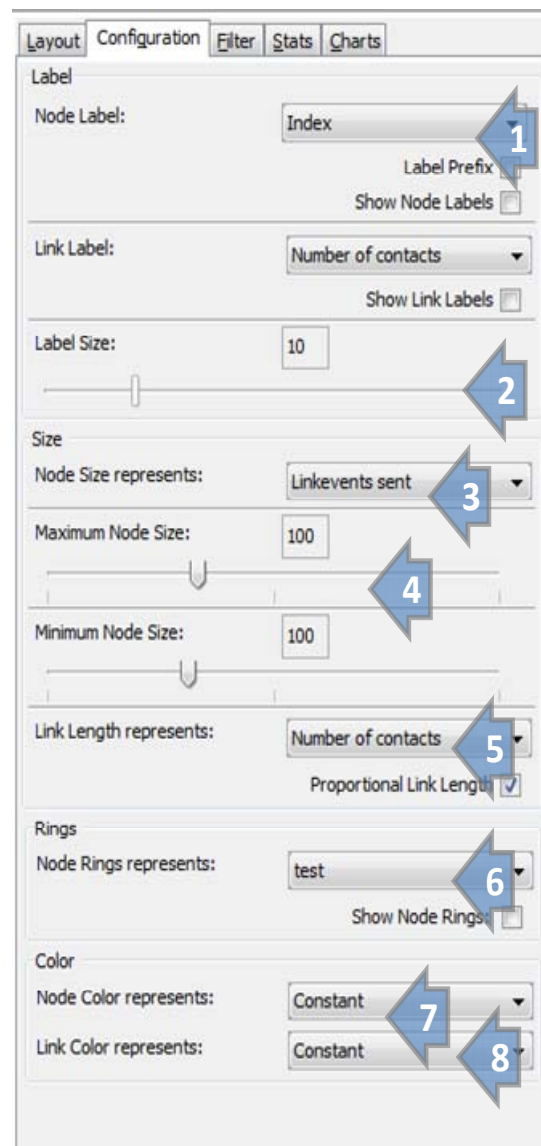 Layout Configuration Filter Stats Charts
Label
Node Label: Index
1
Label Prefix
Show Node Labels
Link Label: Number of contacts
Show Link Labels
Label Size: 10
2
Size
Node Size represents: Linkevents sent
3
Maximum Node Size: 100
4
Minimum Node Size: 100
Link Length represents: Number of contacts
5
Proportional Link Length
Rings
Node Rings represents: test
6
Show Node Rings:
Color
Node Color represents: Constant
7
Link Color represents: Constant
8